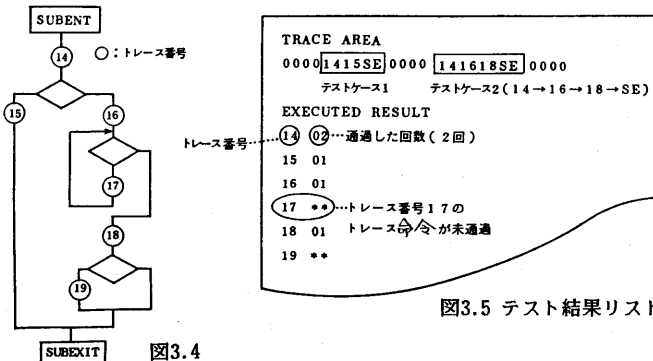 SUBENT
14
○：トレース番号
15
16
17
18
19
SUBEXIT
図3.4
TRACE AREA
0000 1415SE 0000 141618SE 0000
テストケース1 テストケース2(14→16→18→SE)
EXECUTED RESULT
トレース番号 14 02 通過した回数(2回)
15 01
16 01
17 ** トレース番号17の
18 01 トレース命令が未通過
19 **
図3.5 テスト結果リスト